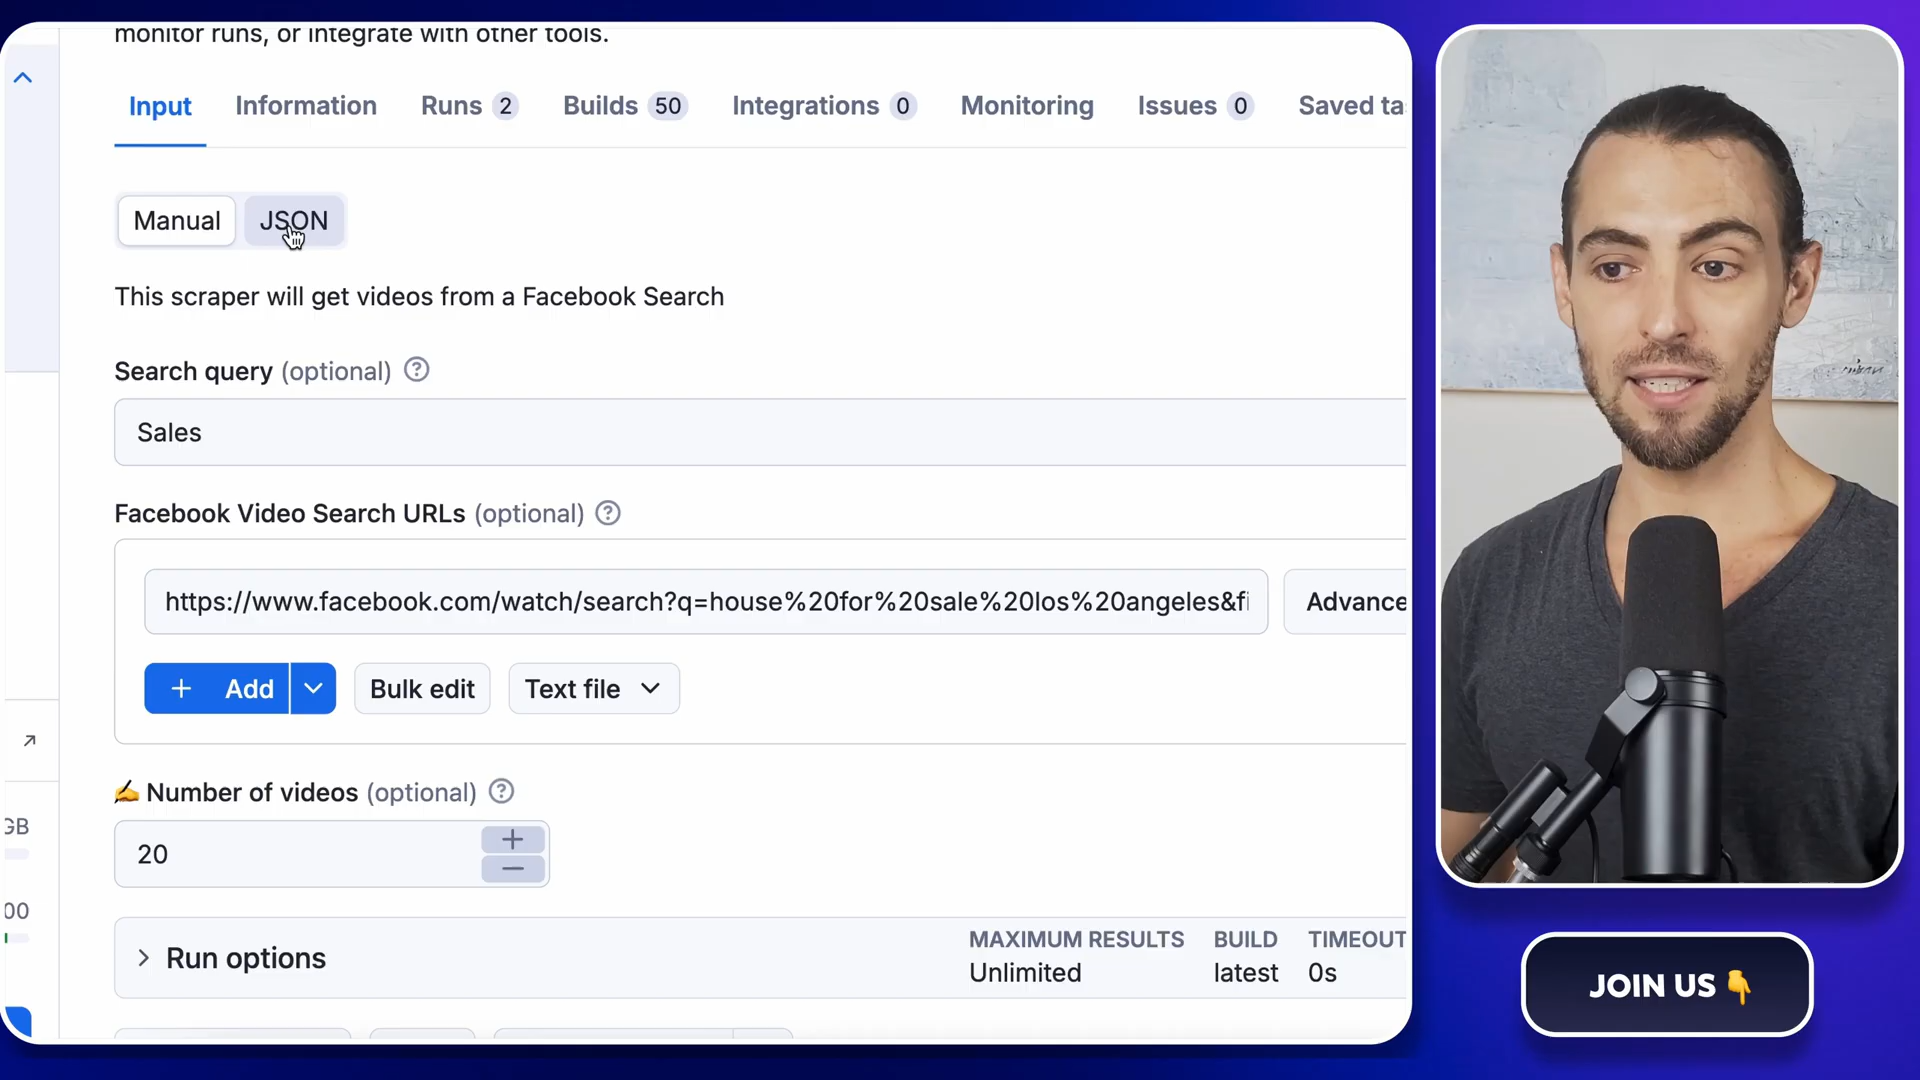 monitor runs, or integrate with other tools.
Input Information Runs 2 Builds 50 Integrations 0 Monitoring Issues 0 Saved ta
Manual JSON
This scraper will get videos from a Facebook Search
Search query (optional)
Sales
Facebook Video Search URLs (optional)
https://www.facebook.com/watch/search?q=house%20for%20sale%20los%20angeles&fi
Advance
+ Add Bulk edit Text file
✍️ Number of videos (optional)
20
GB
00
Run options
MAXIMUM RESULTS BUILD TIMEOUT
Unlimited latest 0s
JOIN US 👇